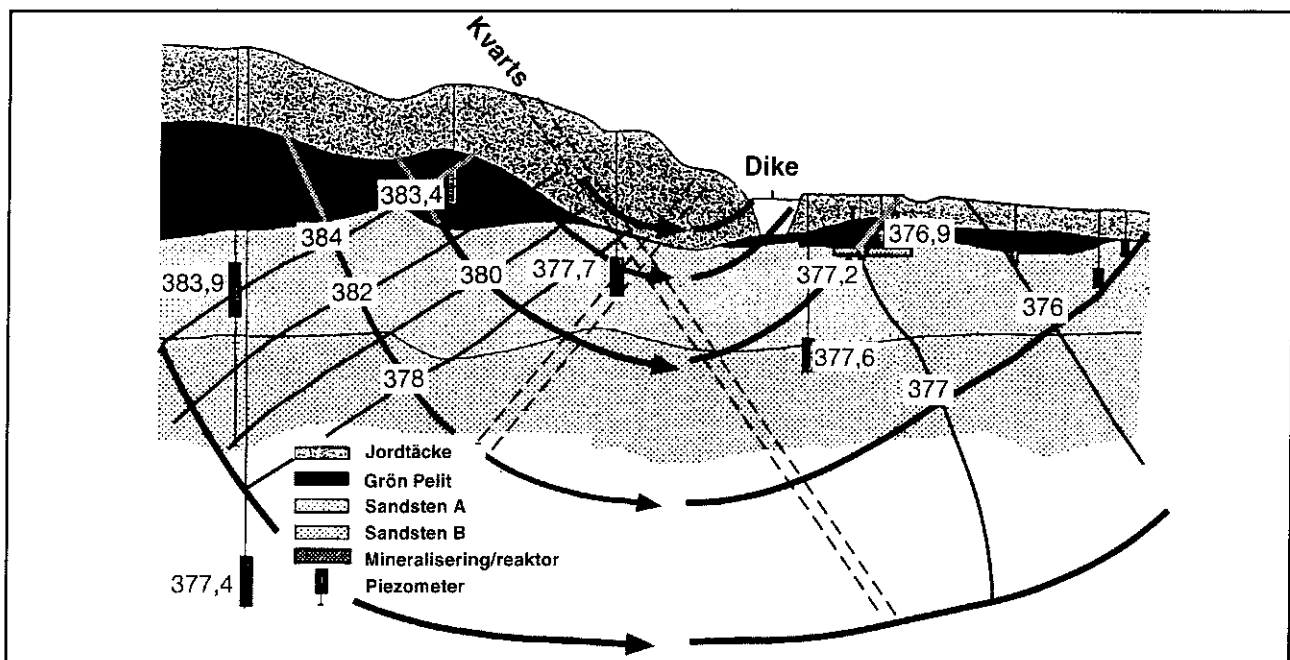 Kvarts
Dike
383,4
384
376,9
383,9
382
380
377,7
377,2
376
378
377,6
377
Jordtäcke
Grön Pelit
Sandsten A
Sandsten B
Mineralisering/reaktor
377,4
Piezometer